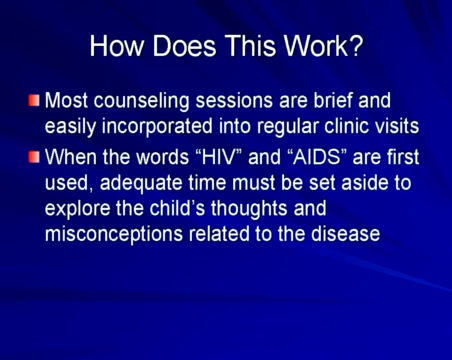 How Does This Work?
Most counseling sessions are brief and
easily incorporated into regular clinic visits
When the words “HIV” and “AIDS” are first
used, adequate time must be set aside to
explore the child’s thoughts and
misconceptions related to the disease